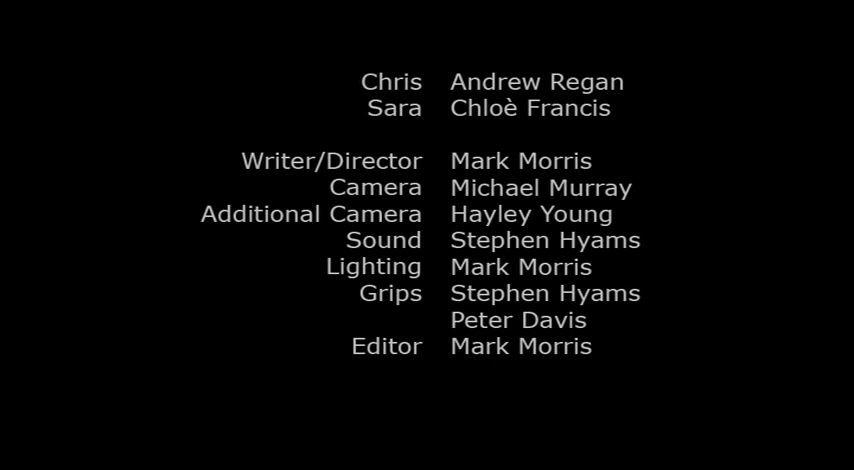 Chris Andrew Regan
Sara Chloè Francis
Writer/Director Mark Morris
Camera Michael Murray
Additional Camera Hayley Young
Sound Stephen Hyams
Lighting Mark Morris
Grips Stephen Hyams
Peter Davis
Editor Mark Morris